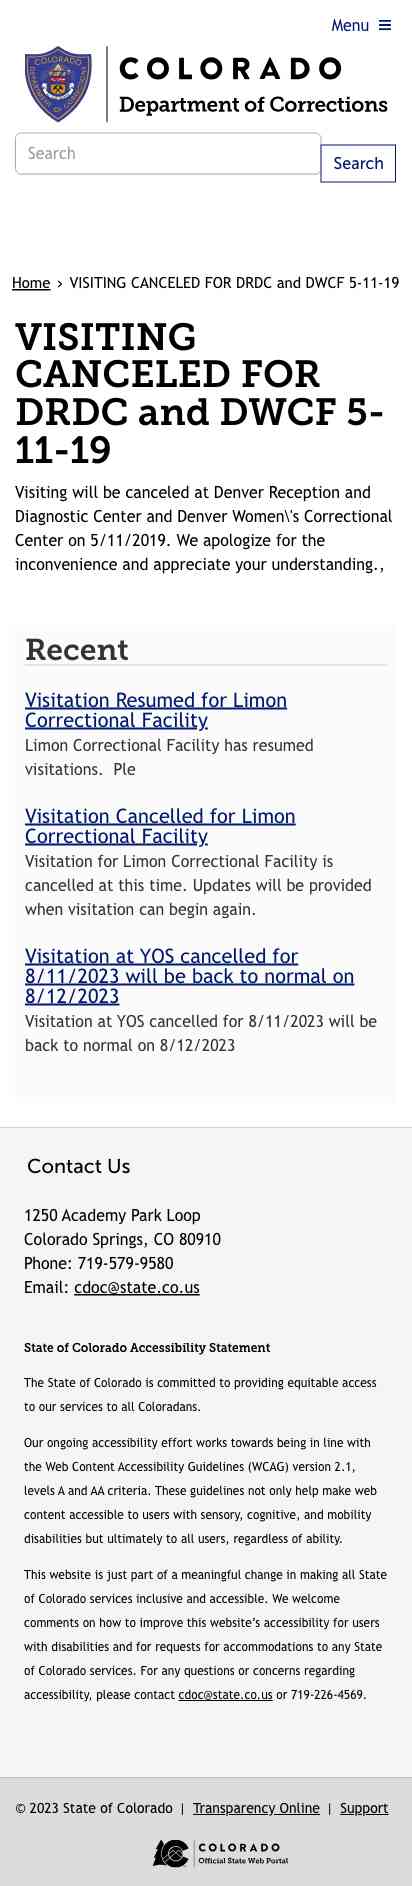 Menu ≡
COLORADO
Department of Corrections
Search
Search
Home > VISITING CANCELED FOR DRDC and DWCF 5-11-19
VISITING
CANCELED FOR
DRDC and DWCF 5-
11-19
Visiting will be canceled at Denver Reception and
Diagnostic Center and Denver Women\'s Correctional
Center on 5/11/2019. We apologize for the
inconvenience and appreciate your understanding.,
Recent
Visitation Resumed for Limon
Correctional Facility
Limon Correctional Facility has resumed
visitations.  Ple
Visitation Cancelled for Limon
Correctional Facility
Visitation for Limon Correctional Facility is
cancelled at this time. Updates will be provided
when visitation can begin again.
Visitation at YOS cancelled for
8/11/2023 will be back to normal on
8/12/2023
Visitation at YOS cancelled for 8/11/2023 will be
back to normal on 8/12/2023
Contact Us
1250 Academy Park Loop
Colorado Springs, CO 80910
Phone: 719-579-9580
Email: cdoc@state.co.us
State of Colorado Accessibility Statement
The State of Colorado is committed to providing equitable access
to our services to all Coloradans.
Our ongoing accessibility effort works towards being in line with
the Web Content Accessibility Guidelines (WCAG) version 2.1,
levels A and AA criteria. These guidelines not only help make web
content accessible to users with sensory, cognitive, and mobility
disabilities but ultimately to all users, regardless of ability.
This website is just part of a meaningful change in making all State
of Colorado services inclusive and accessible. We welcome
comments on how to improve this website’s accessibility for users
with disabilities and for requests for accommodations to any State
of Colorado services. For any questions or concerns regarding
accessibility, please contact cdoc@state.co.us or 719-226-4569.
© 2023 State of Colorado | Transparency Online | Support
COLORADO
Official State Web Portal